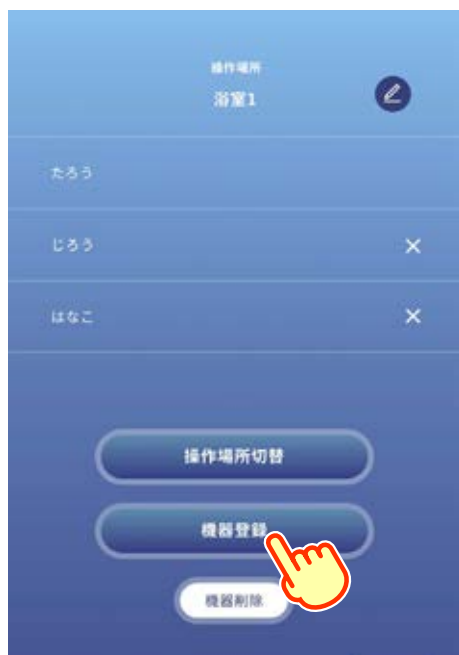 操作場所
浴室1
たろう
じろう
はなこ
操作場所切替
機器登録
機器削除